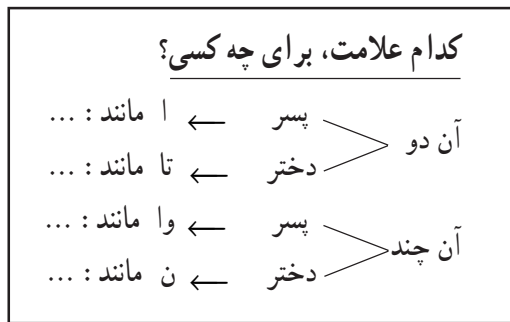 کدام علامت، برای چه کسی؟
آن دو
پسر ← ا مانند : ...
دختر ← تا مانند : ...
آن چند
پسر ← وا مانند : ...
دختر ← ن مانند : ...